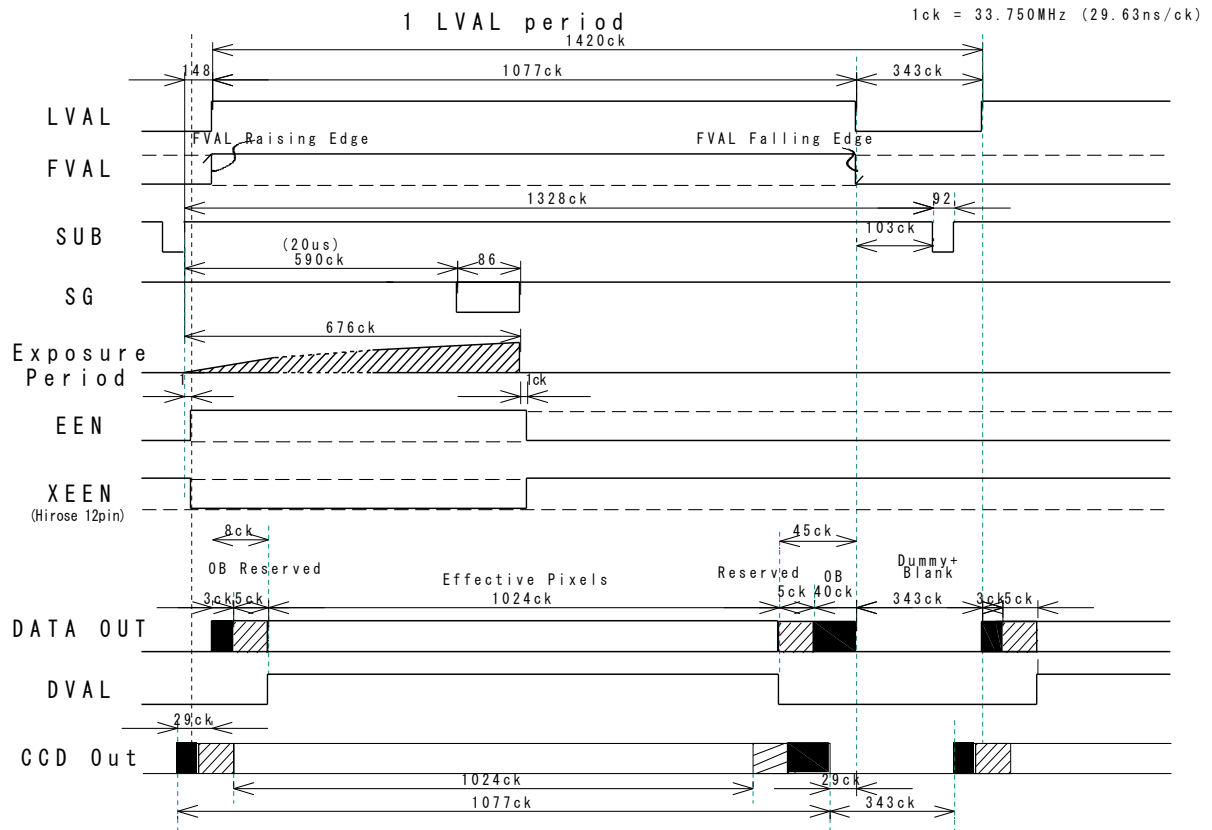 1 LVAL period
1ck = 33.750MHz (29.63ns/ck)
1420ck
148
1077ck
343ck
LVAL
FVAL Raising Edge
FVAL Falling Edge
FVAL
1328ck
92
SUB
103ck
(20us)
590ck
86
SG
676ck
Exposure
Period
1
1ck
EEN
XEEN
(Hirose 12pin)
8ck
45ck
OB Reserved
Effective Pixels
Reserved
OB
Dummy+
Blank
3ck
5ck
1024ck
5ck
40ck
343ck
3ck
5ck
DATA OUT
DVAL
29ck
CCD Out
1024ck
29ck
1077ck
343ck